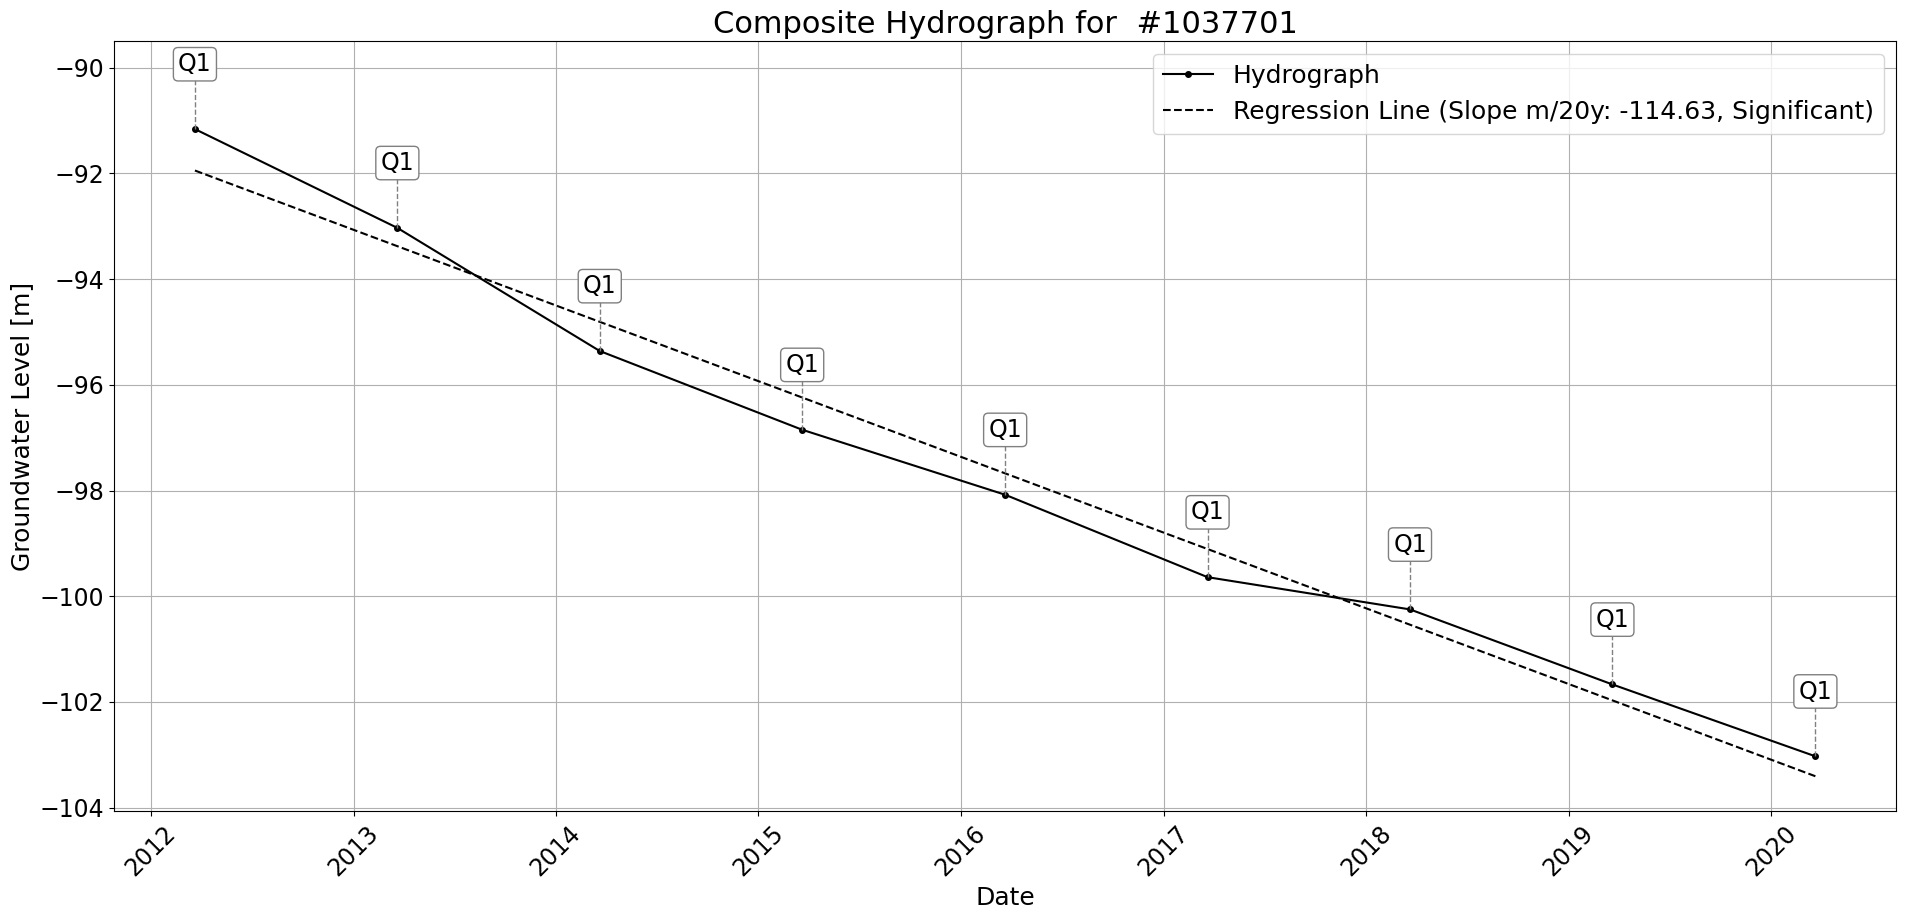 Composite Hydrograph for  #1037701
Hydrograph
Regression Line (Slope m/20y: -114.63, Significant)
Groundwater Level [m]
−90
−92
−94
−96
−98
−100
−102
−104
Q1
Q1
Q1
Q1
Q1
Q1
Q1
Q1
Q1
2012
2013
2014
2015
2016
2017
2018
2019
2020
Date